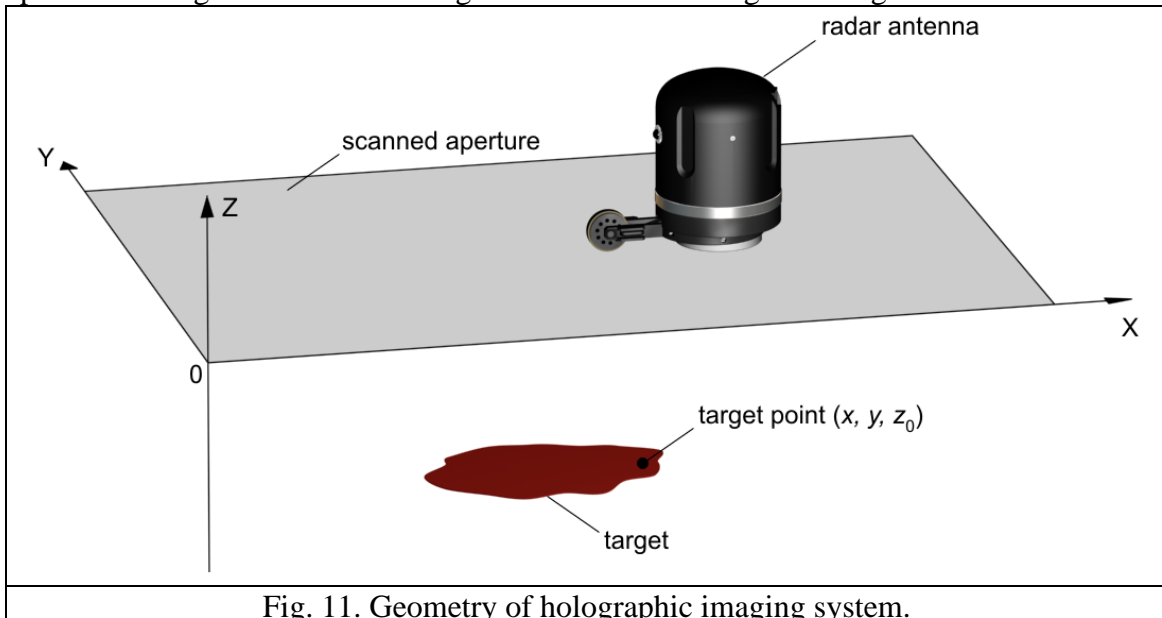 radar antenna
scanned aperture
Y
Z
X
0
target point (x, y, z₀)
target
Fig. 11. Geometry of holographic imaging system.